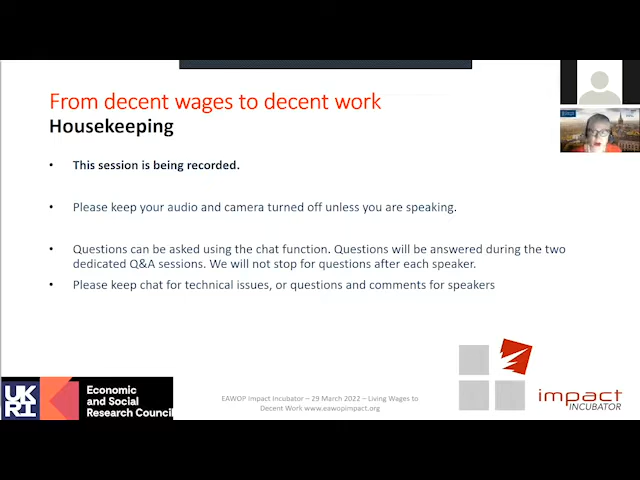 From decent wages to decent work
Housekeeping
• This session is being recorded.
• Please keep your audio and camera turned off unless you are speaking.
• Questions can be asked using the chat function. Questions will be answered during the two
dedicated Q&A sessions. We will not stop for questions after each speaker.
• Please keep chat for technical issues, or questions and comments for speakers
UK
RI
Economic
and Social
Research Council
EAWOP Impact Incubator – 29 March 2022 – Living Wages to
Decent Work www.eawopimpact.org
impact
INCUBATOR